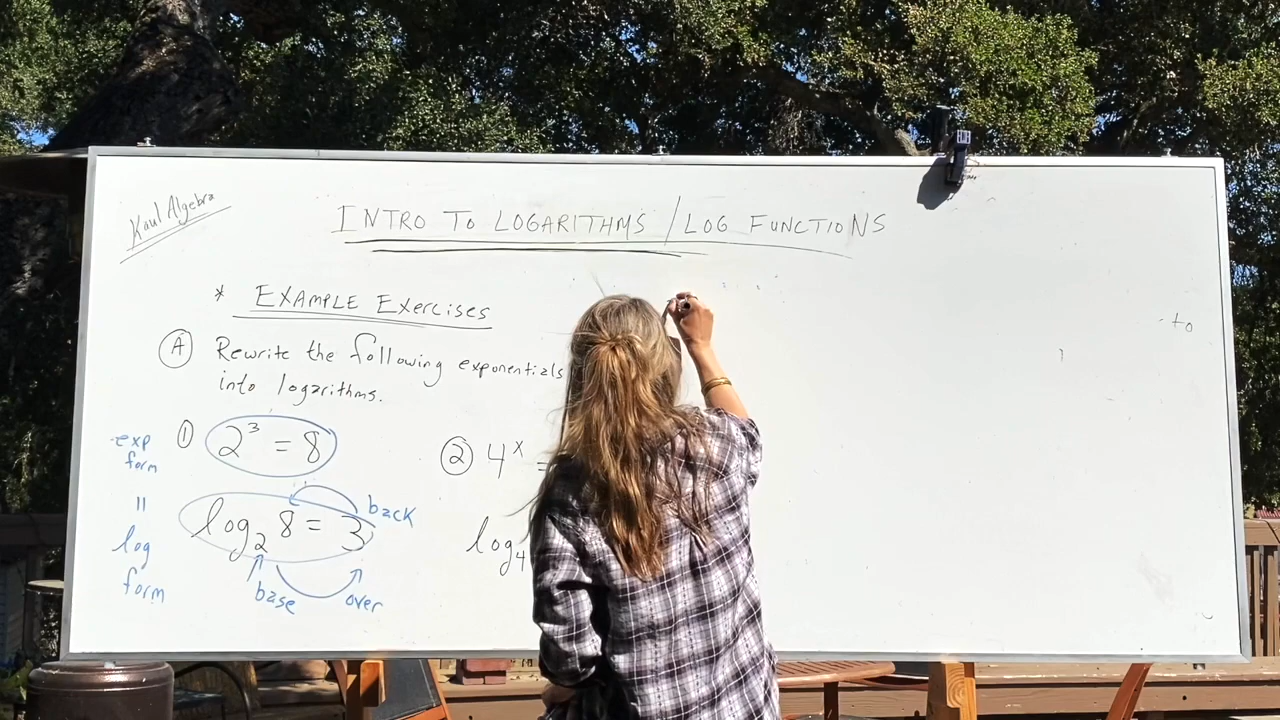 Kaul Algebra
INTRO TO LOGARITHMS / LOG FUNCTIONS
* EXAMPLE Exercises
A Rewrite the following exponentials
into logarithms.
① 2³ = 8
exp
form
=
log
form
log₂ 8 = 3
back
base
over
② 4ˣ =
log₄
to